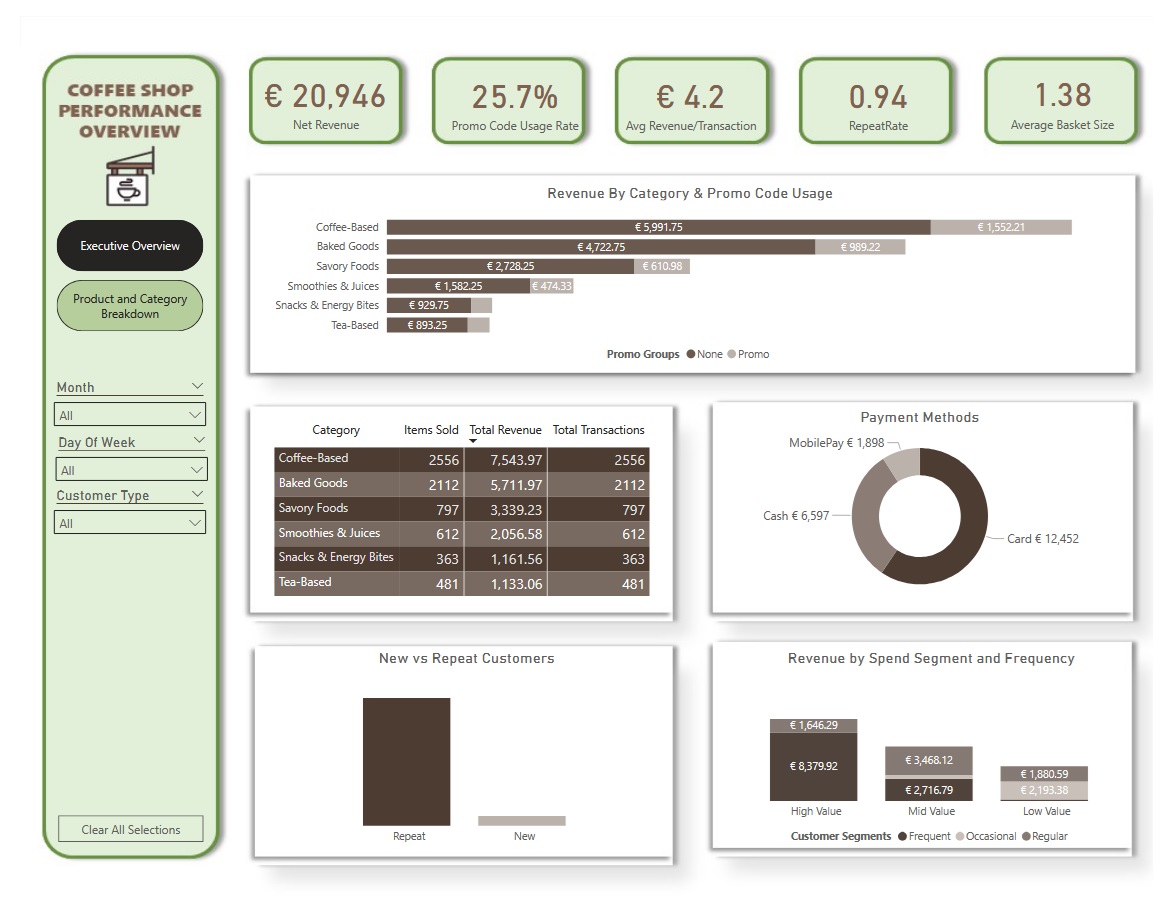 COFFEE SHOP
PERFORMANCE
OVERVIEW
Executive Overview
Product and Category
Breakdown
Month
All
Day Of Week
All
Customer Type
All
Clear All Selections
€ 20,946
Net Revenue
25.7%
Promo Code Usage Rate
€ 4.2
Avg Revenue/Transaction
0.94
RepeatRate
1.38
Average Basket Size
Revenue By Category & Promo Code Usage
Coffee-Based € 5,991.75 € 1,552.21
Baked Goods € 4,722.75 € 989.22
Savory Foods € 2,728.25 € 610.98
Smoothies & Juices € 1,582.25 € 474.33
Snacks & Energy Bites € 929.75
Tea-Based € 893.25
Promo Groups None Promo
Category Items Sold Total Revenue Total Transactions
Coffee-Based 2556 7,543.97 2556
Baked Goods 2112 5,711.97 2112
Savory Foods 797 3,339.23 797
Smoothies & Juices 612 2,056.58 612
Snacks & Energy Bites 363 1,161.56 363
Tea-Based 481 1,133.06 481
Payment Methods
MobilePay € 1,898
Cash € 6,597
Card € 12,452
New vs Repeat Customers
Repeat New
Revenue by Spend Segment and Frequency
€ 1,646.29
€ 8,379.92
€ 3,468.12
€ 2,716.79
€ 1,880.59
€ 2,193.38
High Value Mid Value Low Value
Customer Segments Frequent Occasional Regular